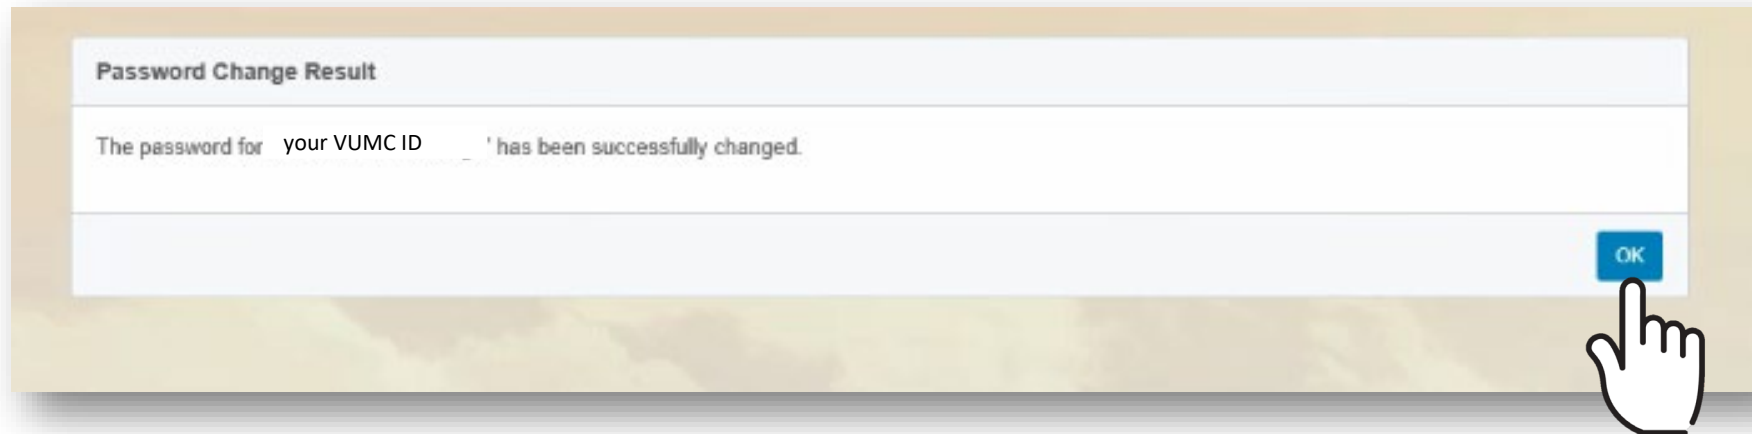 Password Change Result
The password for your VUMC ID ' has been successfully changed.
OK